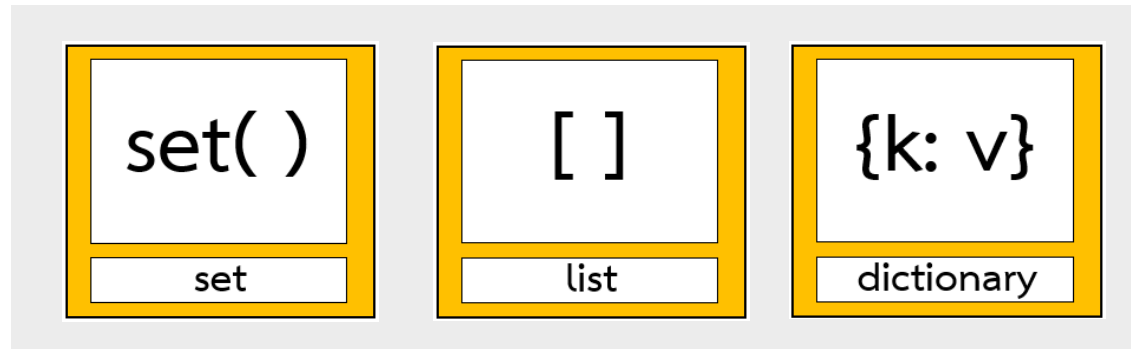 set( )
set
[ ]
list
{k: v}
dictionary